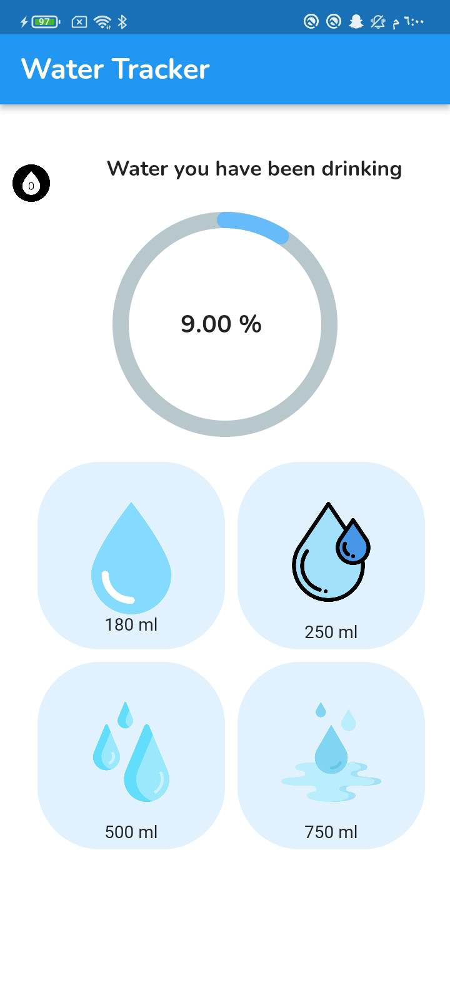 97
٦:٠٠ م
Water Tracker
Water you have been drinking
0
9.00 %
180 ml
250 ml
500 ml
750 ml